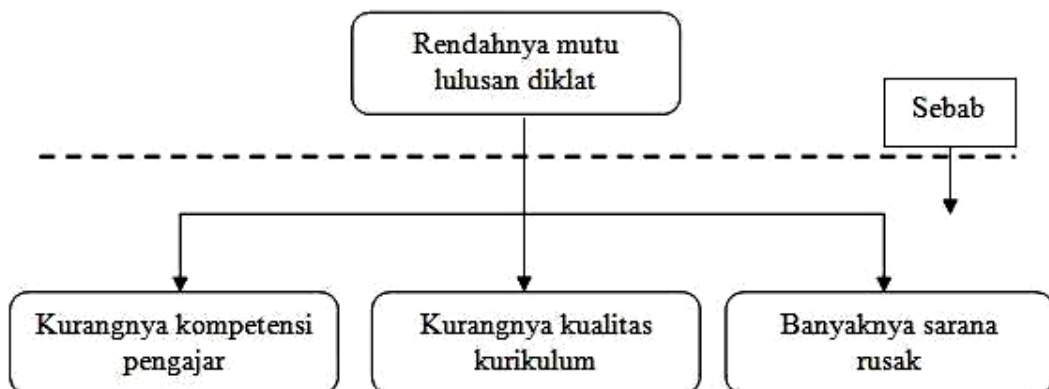 Rendahnya mutu
lulusan diklat
Sebab
Kurangnya kompetensi
pengajar
Kurangnya kualitas
kurikulum
Banyaknya sarana
rusak